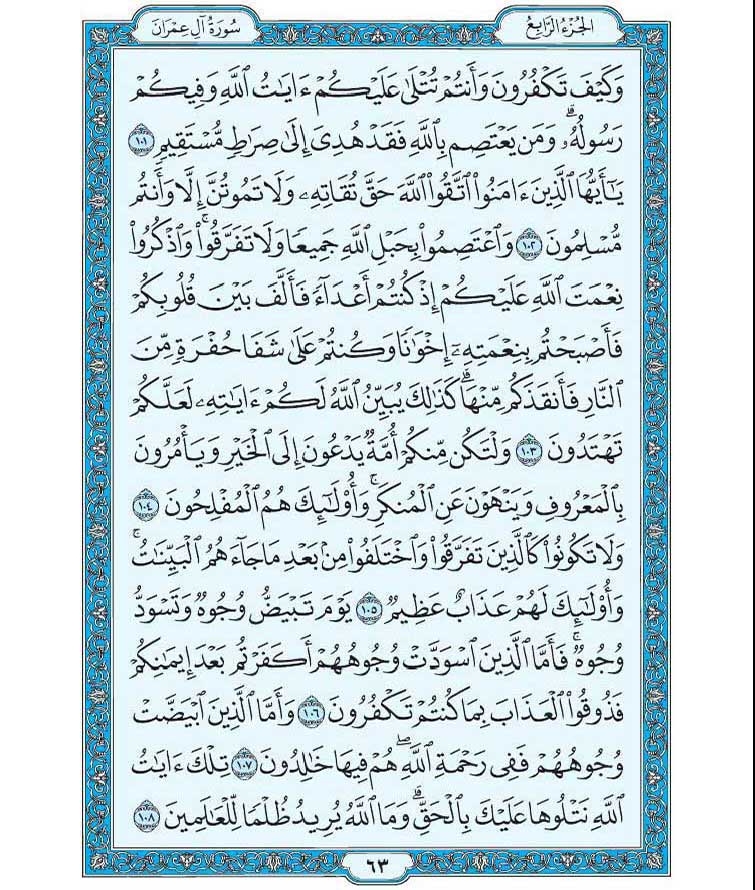 الجُزْءُ الرَّابِعُ
سُورَةُ آلِ عِمْرَانَ
وَكَيْفَ تَكْفُرُونَ وَأَنتُمْ تُتْلَىٰ عَلَيْكُمْ ءَايَٰتُ ٱللَّهِ وَفِيكُمْ
رَسُولُهُۥۗ وَمَن يَعْتَصِم بِٱللَّهِ فَقَدْ هُدِىَ إِلَىٰ صِرَٰطٍ مُّسْتَقِيمٍ ١٠١
يَٰٓأَيُّهَا ٱلَّذِينَ ءَامَنُوا۟ ٱتَّقُوا۟ ٱللَّهَ حَقَّ تُقَاتِهِۦ وَلَا تَمُوتُنَّ إِلَّا وَأَنتُم
مُّسْلِمُونَ ١٠٢ وَٱعْتَصِمُوا۟ بِحَبْلِ ٱللَّهِ جَمِيعًا وَلَا تَفَرَّقُوا۟ۚ وَٱذْكُرُوا۟
نِعْمَتَ ٱللَّهِ عَلَيْكُمْ إِذْ كُنتُمْ أَعْدَآءً فَأَلَّفَ بَيْنَ قُلُوبِكُمْ
فَأَصْبَحْتُم بِنِعْمَتِهِۦٓ إِخْوَٰنًا وَكُنتُمْ عَلَىٰ شَفَا حُفْرَةٍ مِّنَ
ٱلنَّارِ فَأَنقَذَكُم مِّنْهَاۗ كَذَٰلِكَ يُبَيِّنُ ٱللَّهُ لَكُمْ ءَايَٰتِهِۦ لَعَلَّكُمْ
تَهْتَدُونَ ١٠٣ وَلْتَكُن مِّنكُمْ أُمَّةٌ يَدْعُونَ إِلَى ٱلْخَيْرِ وَيَأْمُرُونَ
بِٱلْمَعْرُوفِ وَيَنْهَوْنَ عَنِ ٱلْمُنكَرِۚ وَأُو۟لَٰٓئِكَ هُمُ ٱلْمُفْلِحُونَ ١٠٤
وَلَا تَكُونُوا۟ كَٱلَّذِينَ تَفَرَّقُوا۟ وَٱخْتَلَفُوا۟ مِنۢ بَعْدِ مَا جَآءَهُمُ ٱلْبَيِّنَٰتُۚ
وَأُو۟لَٰٓئِكَ لَهُمْ عَذَابٌ عَظِيمٌ ١٠٥ يَوْمَ تَبْيَضُّ وُجُوهٌ وَتَسْوَدُّ
وُجُوهٌۚ فَأَمَّا ٱلَّذِينَ ٱسْوَدَّتْ وُجُوهُهُمْ أَكَفَرْتُم بَعْدَ إِيمَٰنِكُمْ
فَذُوقُوا۟ ٱلْعَذَابَ بِمَا كُنتُمْ تَكْفُرُونَ ١٠٦ وَأَمَّا ٱلَّذِينَ ٱبْيَضَّتْ
وُجُوهُهُمْ فَفِى رَحْمَةِ ٱللَّهِۖ هُمْ فِيهَا خَٰلِدُونَ ١٠٧ تِلْكَ ءَايَٰتُ
ٱللَّهِ نَتْلُوهَا عَلَيْكَ بِٱلْحَقِّۗ وَمَا ٱللَّهُ يُرِيدُ ظُلْمًا لِّلْعَٰلَمِينَ ١٠٨
٦٣